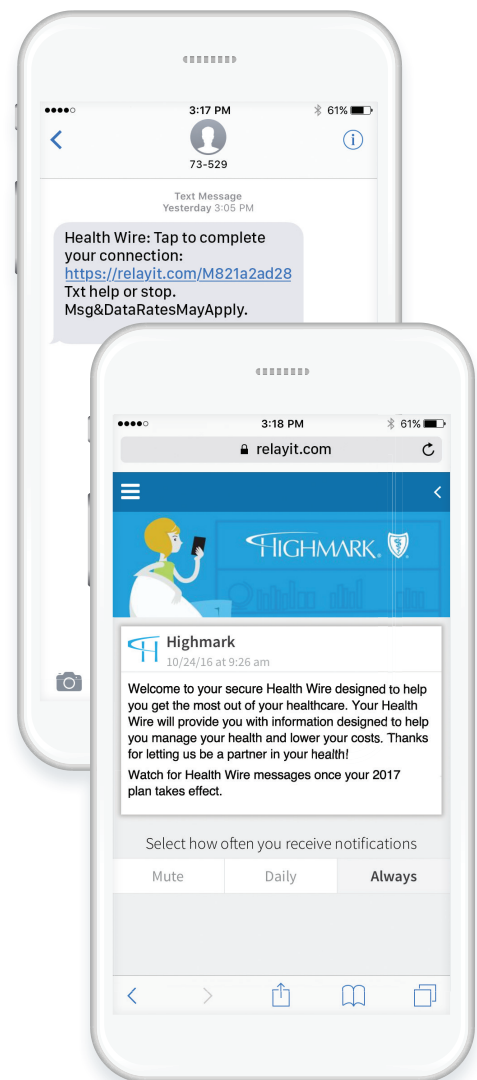 3:17 PM
61%
73-529
Text Message
Yesterday 3:05 PM
Health Wire: Tap to complete
your connection:
https://relayit.com/M821a2ad28
Txt help or stop.
Msg&DataRatesMayApply.
3:18 PM
61%
relayit.com
HIGHMARK.
Highmark
10/24/16 at 9:26 am
Welcome to your secure Health Wire designed to help
you get the most out of your healthcare. Your Health
Wire will provide you with information designed to help
you manage your health and lower your costs. Thanks
for letting us be a partner in your health!
Watch for Health Wire messages once your 2017
plan takes effect.
Select how often you receive notifications
Mute Daily Always